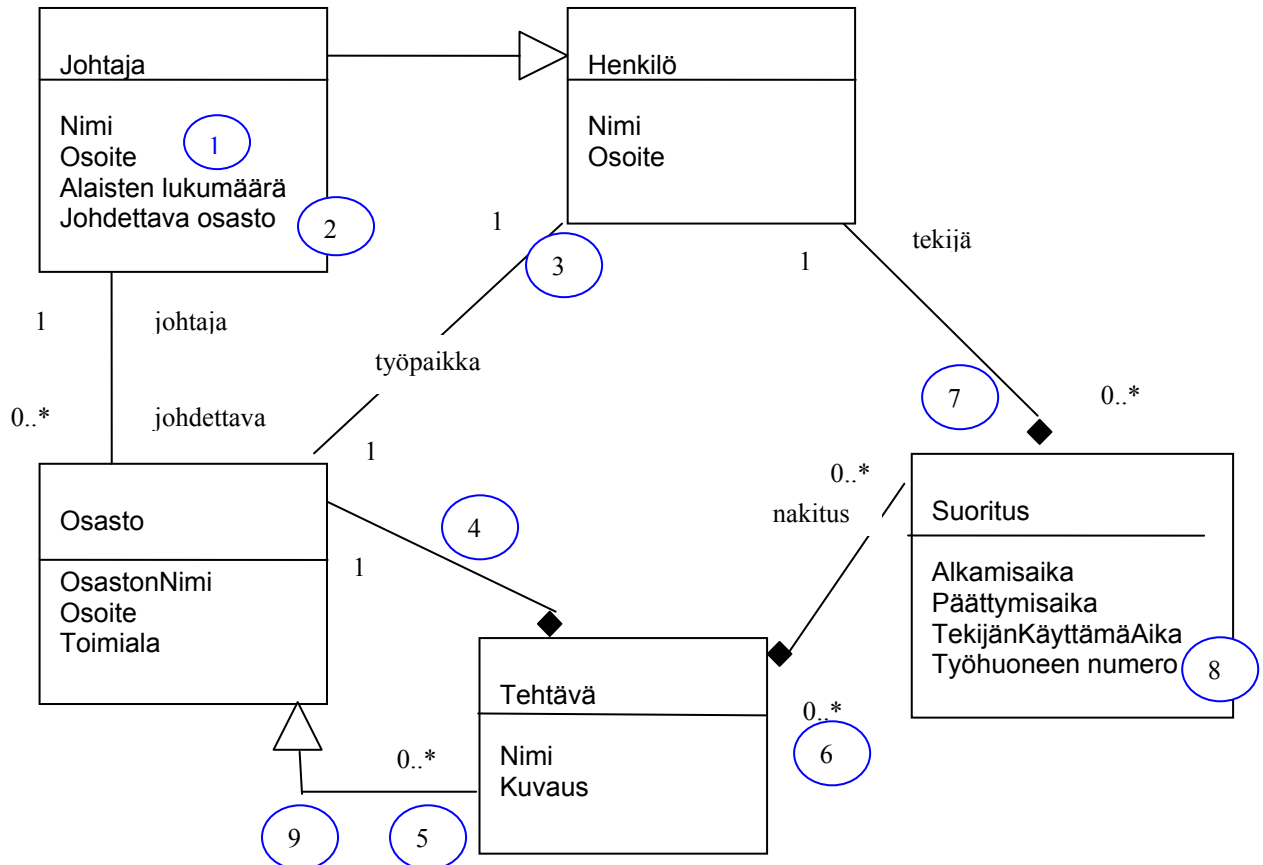 Johtaja
Nimi
Osoite
Alaisten lukumäärä
Johdettava osasto
1
2
Henkilö
Nimi
Osoite
1
3
1
tekijä
1
johtaja
työpaikka
0..*
johdettava
1
7
0..*
Osasto
OsastonNimi
Osoite
Toimiala
4
1
0..*
nakitus
Suoritus
Alkamisaika
Päättymisaika
TekijänKäyttämäAika
Työhuoneen numero
8
Tehtävä
Nimi
Kuvaus
0..*
6
0..*
9
5